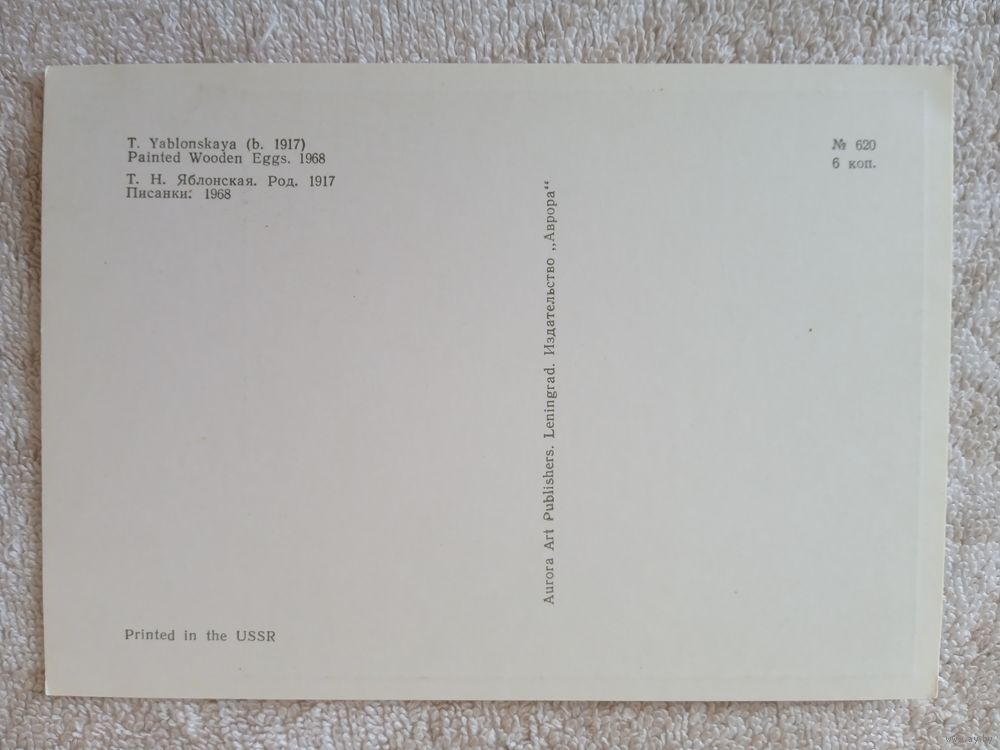 T. Yablonskaya (b. 1917)
Painted Wooden Eggs. 1968
Т. Н. Яблонская. Род. 1917
Писанки. 1968
№ 620
6 коп.
Aurora Art Publishers. Leningrad. Издательство „Аврора“
Printed in the USSR